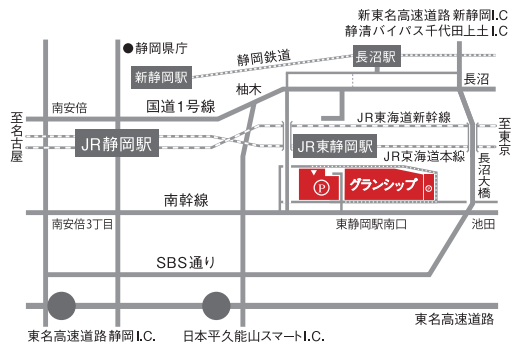 新東名高速道路 新静岡I.C
静清バイパス千代田上土I.C
静岡県庁
静岡鉄道
長沼駅
新静岡駅
柚木
長沼
南安倍
国道1号線
至名古屋
JR静岡駅
JR東海道新幹線
至東京
JR東静岡駅
JR東海道本線
長沼大橋
P
グランシップ
南幹線
南安倍3丁目
東静岡駅南口
池田
SBS通り
東名高速道路
東名高速道路 静岡I.C.
日本平久能山スマートI.C.